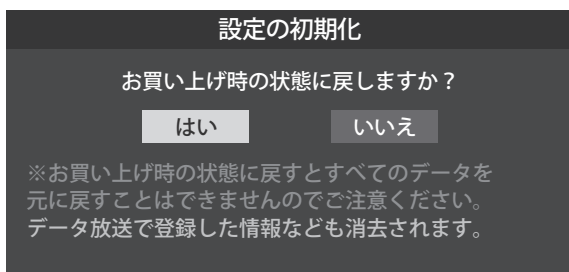 設定の初期化
お買い上げ時の状態に戻しますか？
はい いいえ
※お買い上げ時の状態に戻すとすべてのデータを
元に戻すことはできませんのでご注意ください。
データ放送で登録した情報なども消去されます。